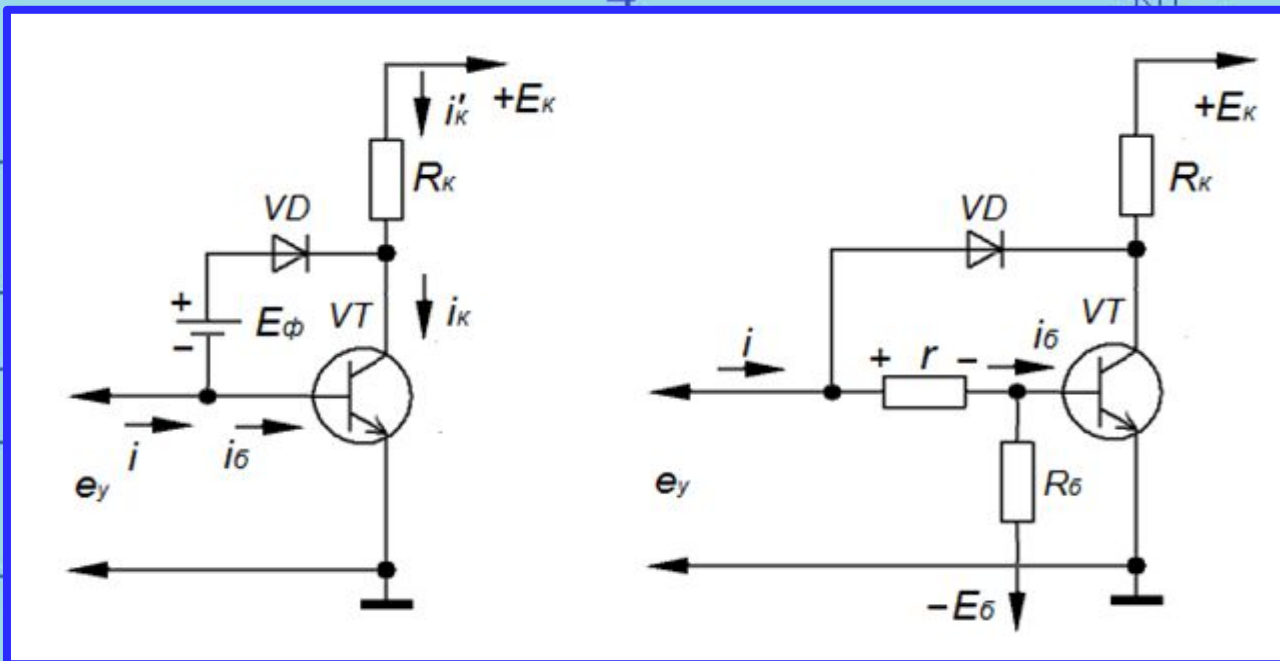 i′к +Eк
Rк
VD
+ Eф VT iк
−
i iб
eу
+Eк
Rк
VD
VT
i + r − iб
eу Rб
−Eб